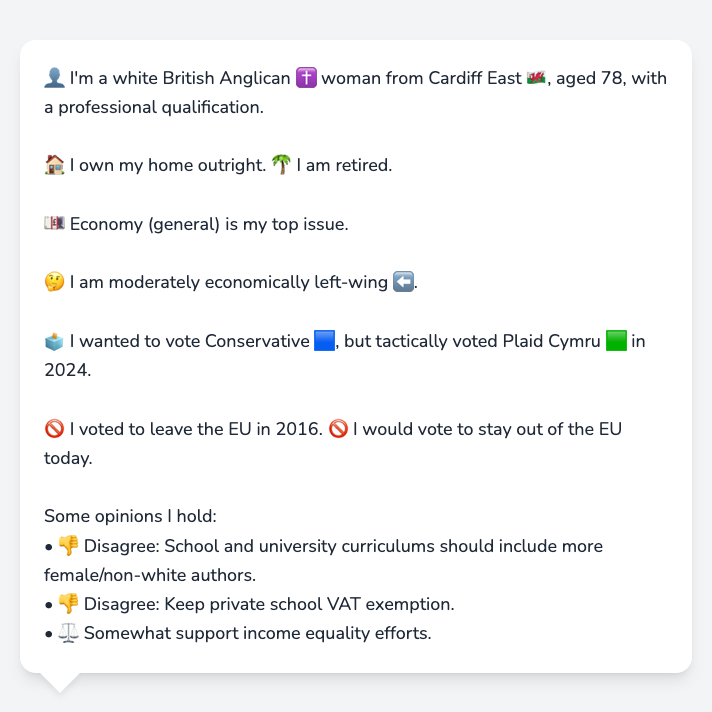 👤 I'm a white British Anglican ✝️ woman from Cardiff East 🏴󠁧󠁢󠁷󠁬󠁳󠁿, aged 78, with
a professional qualification.
🏠 I own my home outright. 🌴 I am retired.
💷 Economy (general) is my top issue.
🤔 I am moderately economically left-wing ⬅️.
🗳️ I wanted to vote Conservative 🟦, but tactically voted Plaid Cymru 🟩 in
2024.
🚫 I voted to leave the EU in 2016. 🚫 I would vote to stay out of the EU
today.
Some opinions I hold:
• 👎 Disagree: School and university curriculums should include more
female/non-white authors.
• 👎 Disagree: Keep private school VAT exemption.
• ⚖️ Somewhat support income equality efforts.